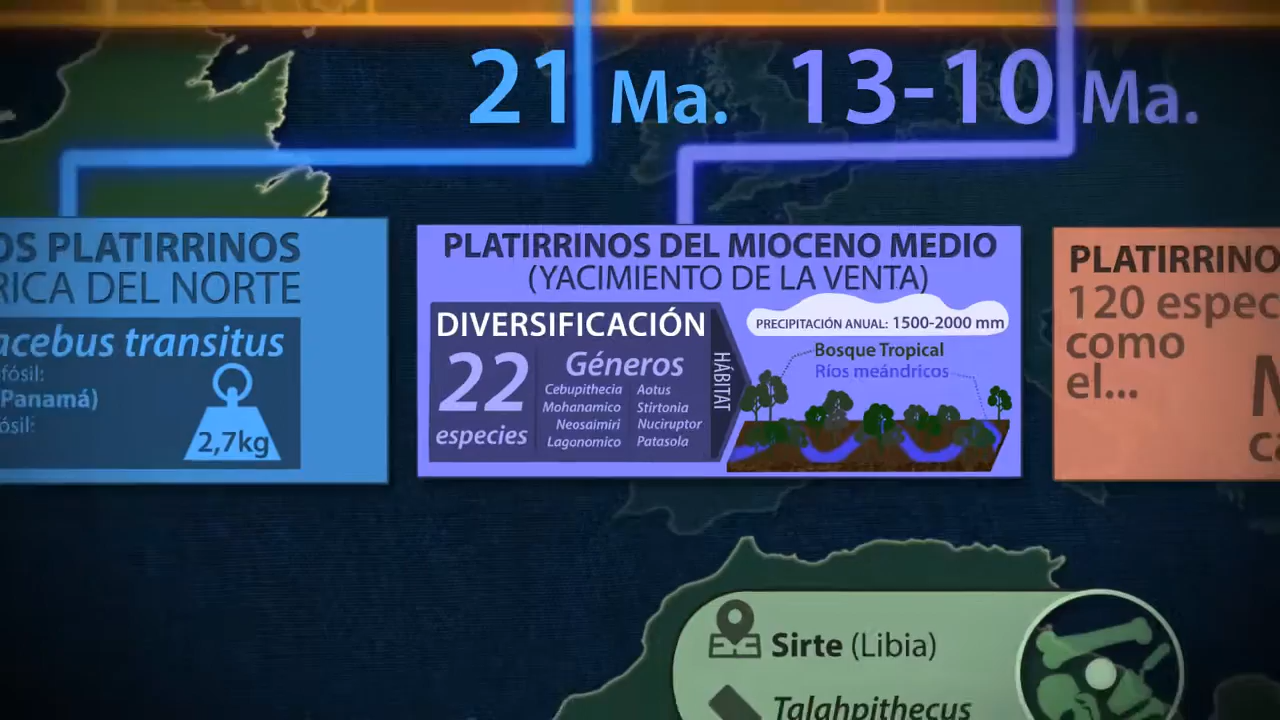 21 Ma.
13-10 Ma.
OS PLATIRRINOS
RICA DEL NORTE
acebus transitus
fósil:
(Panamá)
ósil:
2,7kg
PLATIRRINOS DEL MIOCENO MEDIO
(YACIMIENTO DE LA VENTA)
DIVERSIFICACIÓN
22
especies
Géneros
Cebupithecia Aotus
Mohanamico Stirtonia
Neosaimiri Nuciruptor
Lagonomico Patasola
HÁBITAT
PRECIPITACIÓN ANUAL: 1500-2000 mm
Bosque Tropical
Ríos meándricos
PLATIRRINO
120 espec
como
el...
M
ca
Sirte (Libia)
Talahpithecus